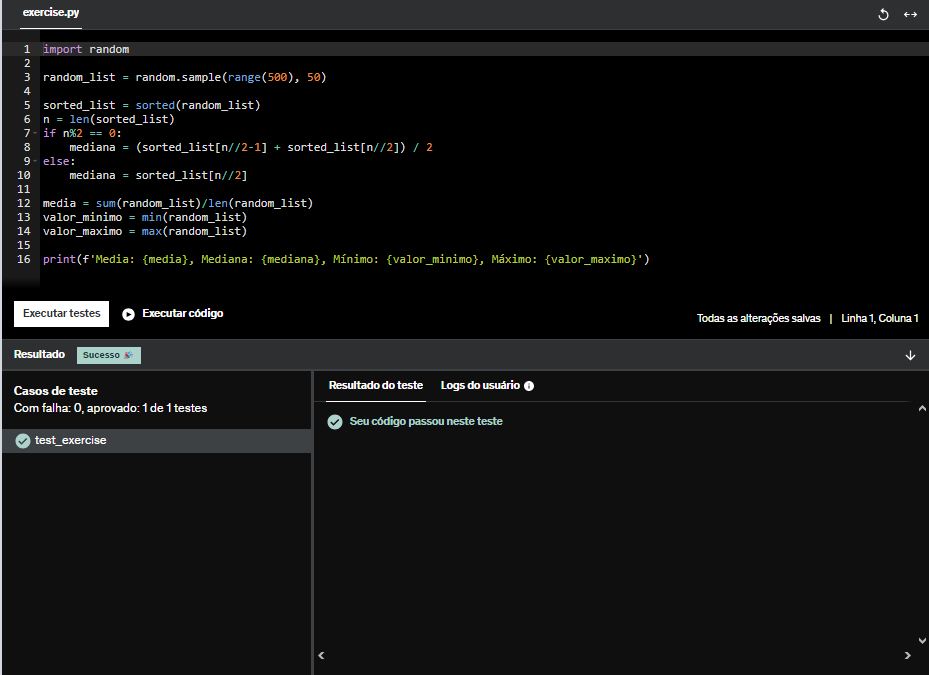 exercise.py
1 import random
2
3 random_list = random.sample(range(500), 50)
4
5 sorted_list = sorted(random_list)
6 n = len(sorted_list)
7 if n%2 == 0:
8     mediana = (sorted_list[n//2-1] + sorted_list[n//2]) / 2
9 else:
10     mediana = sorted_list[n//2]
11
12 media = sum(random_list)/len(random_list)
13 valor_minimo = min(random_list)
14 valor_maximo = max(random_list)
15
16 print(f'Media: {media}, Mediana: {mediana}, Mínimo: {valor_minimo}, Máximo: {valor_maximo}')
Executar testes Executar código Todas as alterações salvas | Linha 1, Coluna 1
Resultado Sucesso 🎉
Casos de teste
Com falha: 0, aprovado: 1 de 1 testes
test_exercise
Resultado do teste Logs do usuário
Seu código passou neste teste